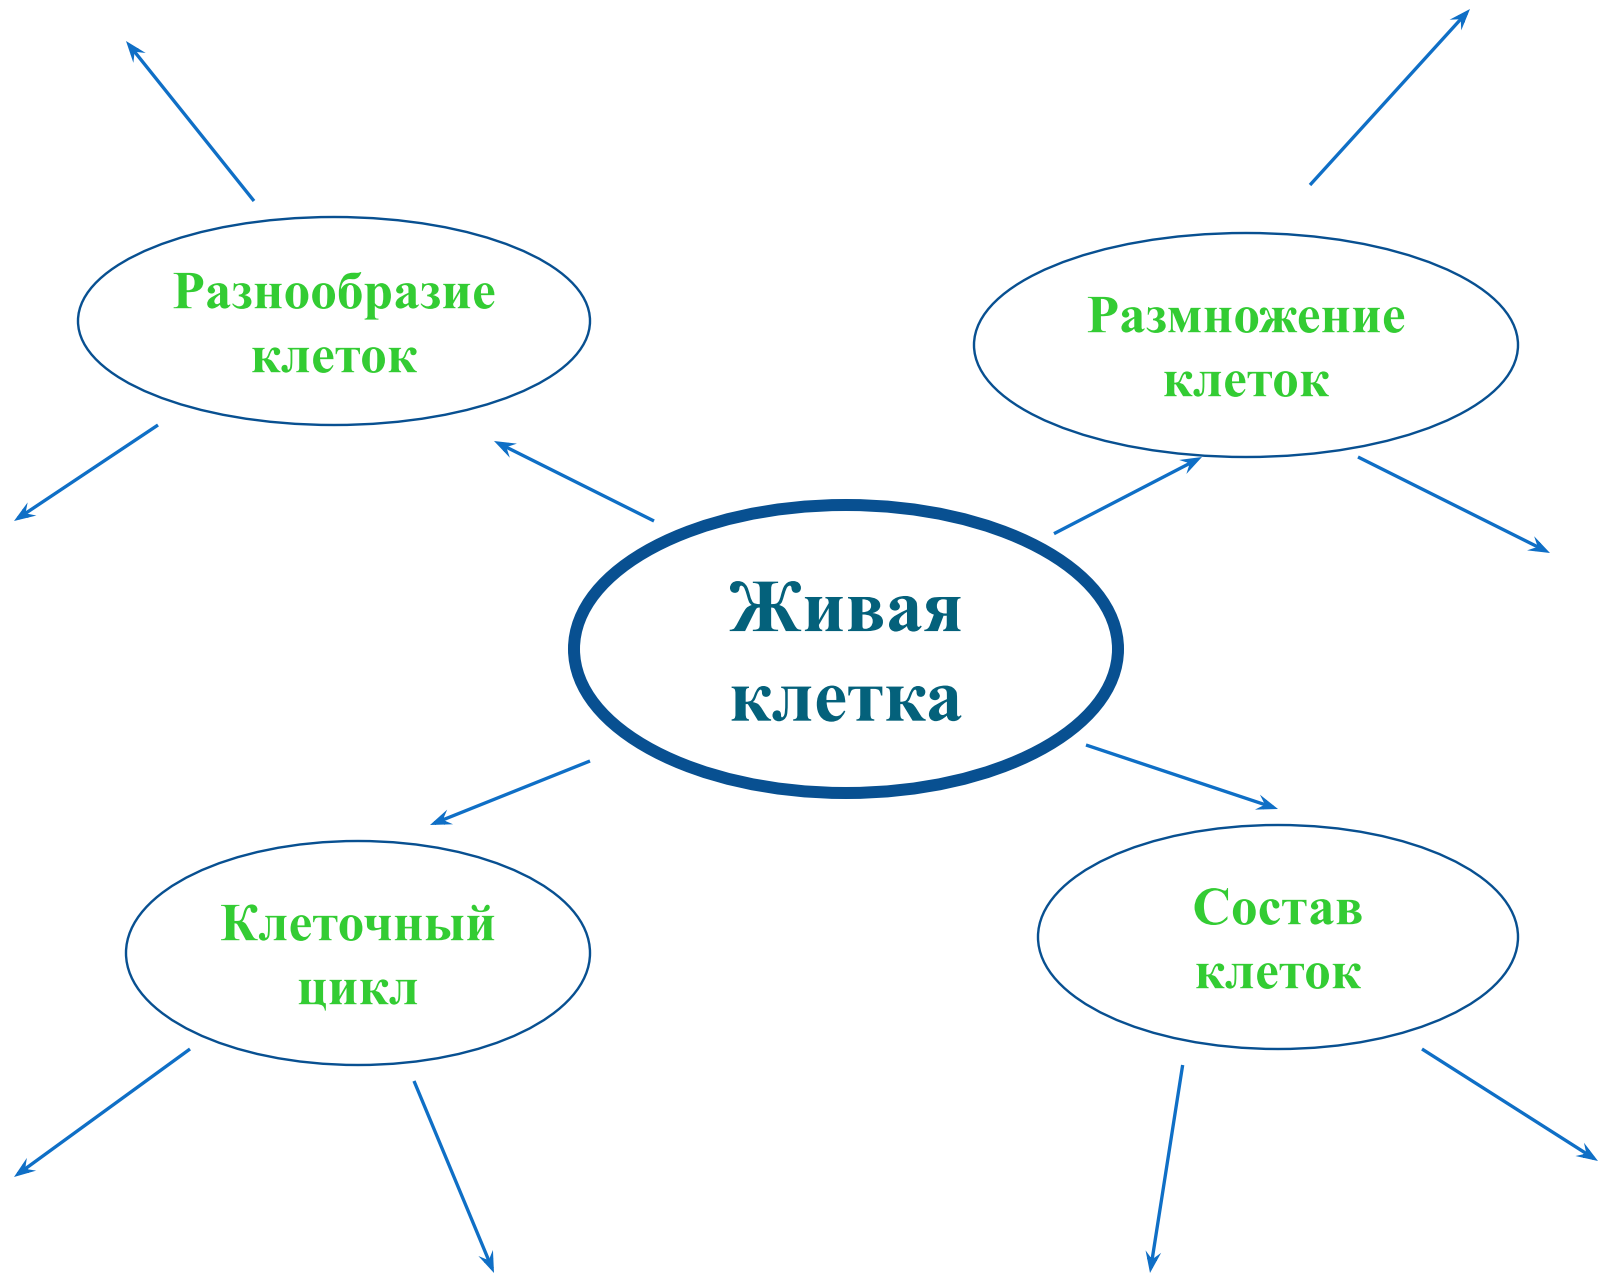 Разнообразие
клеток
Размножение
клеток
Живая
клетка
Клеточный
цикл
Состав
клеток